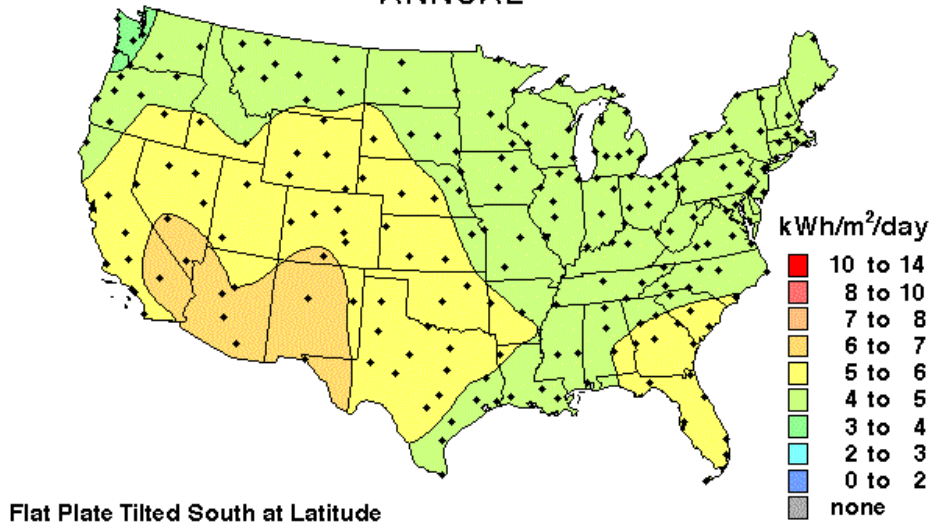 ANNUAL
kWh/m²/day
10 to 14
8 to 10
7 to 8
6 to 7
5 to 6
4 to 5
3 to 4
2 to 3
0 to 2
none
Flat Plate Tilted South at Latitude